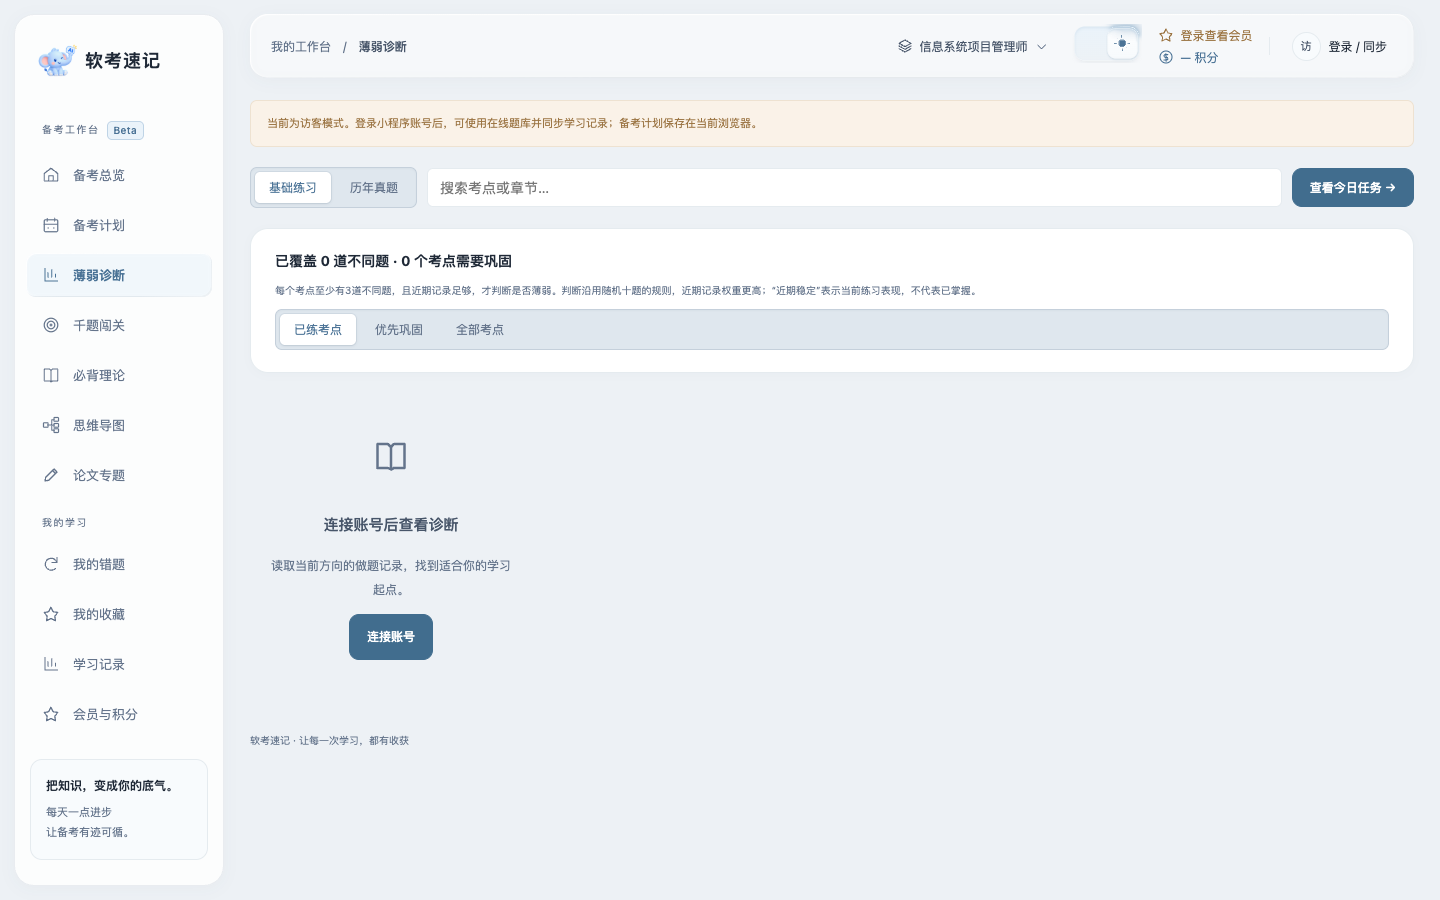 软考速记
备考工作台 Beta
备考总览
备考计划
薄弱诊断
千题闯关
必背理论
思维导图
论文专题
我的学习
我的错题
我的收藏
学习记录
会员与积分
把知识，变成你的底气。
每天一点进步
让备考有迹可循。
我的工作台 / 薄弱诊断
信息系统项目管理师
登录查看会员
— 积分
访 登录 / 同步
当前为访客模式。登录小程序账号后，可使用在线题库并同步学习记录；备考计划保存在当前浏览器。
基础练习 历年真题
搜索考点或章节...
查看今日任务 →
已覆盖 0 道不同题 · 0 个考点需要巩固
每个考点至少有3道不同题，且近期记录足够，才判断是否薄弱。判断沿用随机十题的规则，近期记录权重更高；“近期稳定”表示当前练习表现，不代表已掌握。
已练考点 优先巩固 全部考点
连接账号后查看诊断
读取当前方向的做题记录，找到适合你的学习
起点。
连接账号
软考速记 · 让每一次学习，都有收获